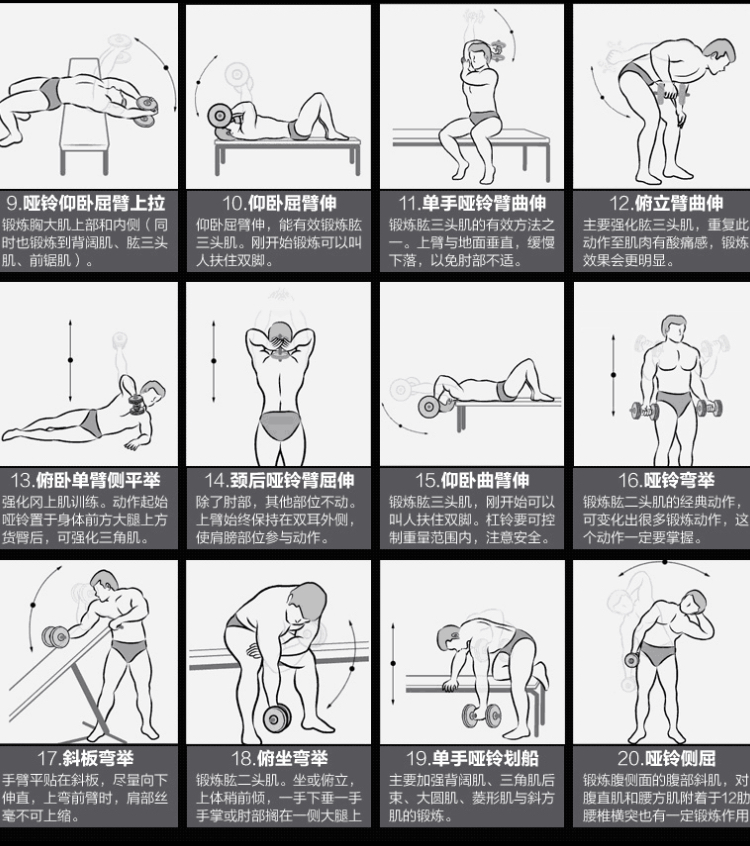 9.哑铃仰卧屈臂上拉
锻炼胸大肌上部和内侧（同
时也锻炼到背阔肌、肱三头
肌、前锯肌）。
10.仰卧屈臂伸
仰卧屈臂伸，能有效锻炼肱
三头肌。刚开始锻炼可以叫
人扶住双脚。
11.单手哑铃臂曲伸
锻炼肱三头肌的有效方法之
一。上臂与地面垂直，缓慢
下落，以免肘部不适。
12.俯立臂曲伸
主要强化肱三头肌，重复此
动作至肌肉有酸痛感，锻炼
效果会更明显。
13.俯卧单臂侧平举
强化冈上肌训练。动作起始
哑铃置于身体前方大腿上方
货臀后，可强化三角肌。
14.颈后哑铃臂屈伸
除了肘部，其他部位不动。
上臂始终保持在双耳外侧，
使肩膀部位参与动作。
15.仰卧曲臂伸
锻炼肱三头肌，刚开始可以
叫人扶住双脚。杠铃要可控
制重量范围内，注意安全。
16.哑铃弯举
锻炼肱二头肌的经典动作，
可变化出很多锻炼动作，这
个动作一定要掌握。
17.斜板弯举
手臂平贴在斜板，尽量向下
伸直，上弯前臂时，肩部丝
毫不可上缩。
18.俯坐弯举
锻炼肱二头肌。坐或俯立，
上体稍前倾，一手下垂一手
手掌或肘部搁在一侧大腿上
19.单手哑铃划船
主要加强背阔肌、三角肌后
束、大圆肌、菱形肌与斜方
肌的锻炼。
20.哑铃侧屈
锻炼腹侧面的腹部斜肌，对
腹直肌和腰方肌附着于12肋
腰椎横突也有一定锻炼作用